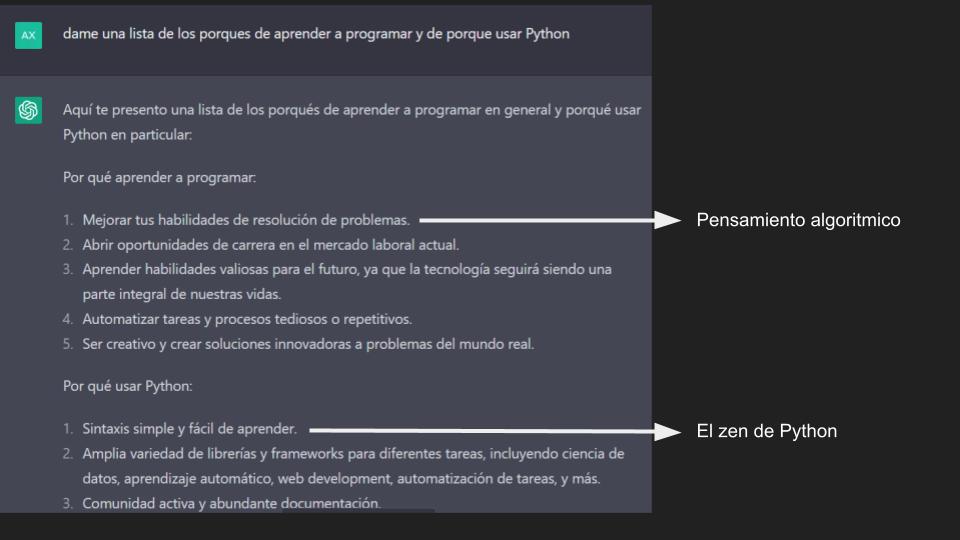 AX
dame una lista de los porques de aprender a programar y de porque usar Python
Aquí te presento una lista de los porqués de aprender a programar en general y porqué usar
Python en particular:
Por qué aprender a programar:
1. Mejorar tus habilidades de resolución de problemas.
Pensamiento algoritmico
2. Abrir oportunidades de carrera en el mercado laboral actual.
3. Aprender habilidades valiosas para el futuro, ya que la tecnología seguirá siendo una
parte integral de nuestras vidas.
4. Automatizar tareas y procesos tediosos o repetitivos.
5. Ser creativo y crear soluciones innovadoras a problemas del mundo real.
Por qué usar Python:
1. Sintaxis simple y fácil de aprender.
El zen de Python
2. Amplia variedad de librerías y frameworks para diferentes tareas, incluyendo ciencia de
datos, aprendizaje automático, web development, automatización de tareas, y más.
3. Comunidad activa y abundante documentación.